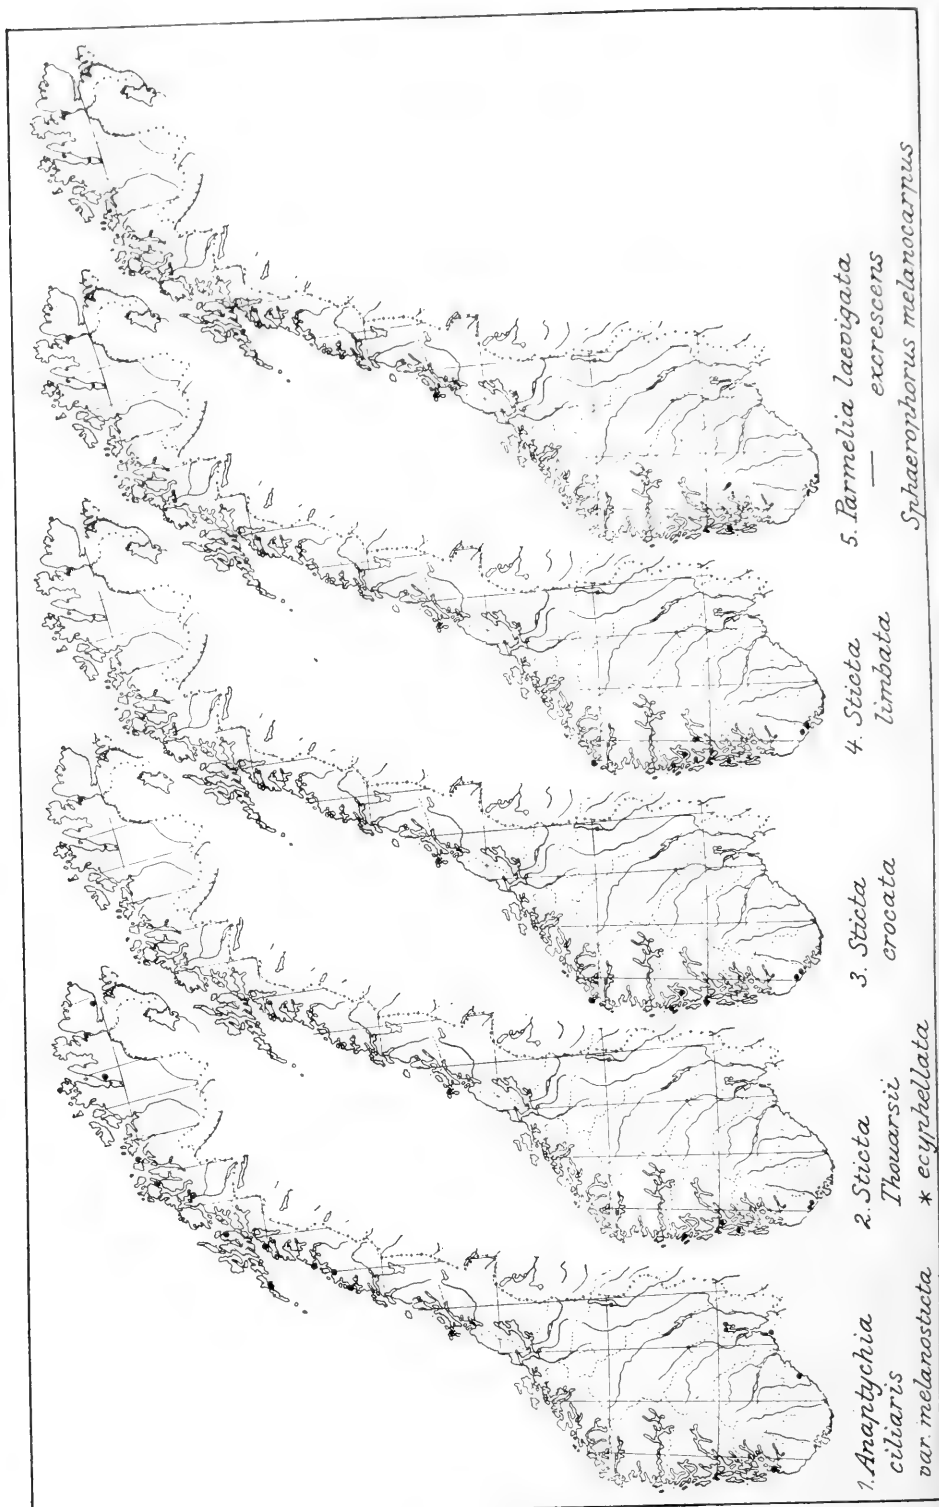 1. Anaptychia
ciliaris
var. melanosticta
2. Sticta
Thouarsii
* ecyphellata
3. Sticta
crocata
4. Sticta
limbata
5. Parmelia laevigata
— excrescens
Sphaerophorus melanocarpus